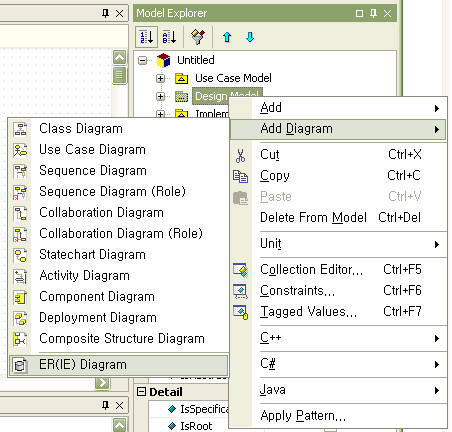 Model Explorer
Untitled
Use Case Model
Design Model
Implem
Add
Add Diagram
Cut Ctrl+X
Copy Ctrl+C
Paste Ctrl+V
Delete From Model Ctrl+Del
Unit
Collection Editor... Ctrl+F5
Constraints... Ctrl+F6
Tagged Values... Ctrl+F7
C++
C#
Java
Apply Pattern...
Class Diagram
Use Case Diagram
Sequence Diagram
Sequence Diagram (Role)
Collaboration Diagram
Collaboration Diagram (Role)
Statechart Diagram
Activity Diagram
Component Diagram
Deployment Diagram
Composite Structure Diagram
ER(IE) Diagram
Detail
IsSpecifica
IsRoot